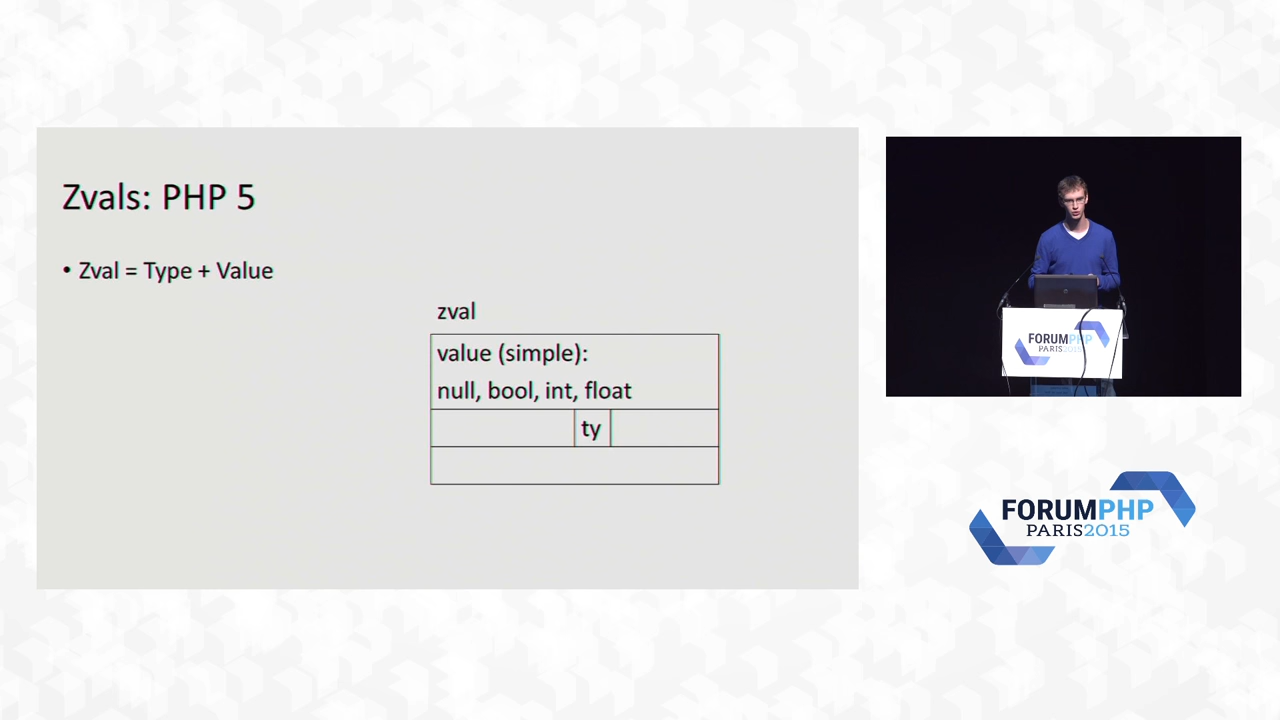 Zvals: PHP 5
• Zval = Type + Value
zval
value (simple):
null, bool, int, float
ty
FORUMPHP
PARIS2015
FORUMPHP
PARIS2015